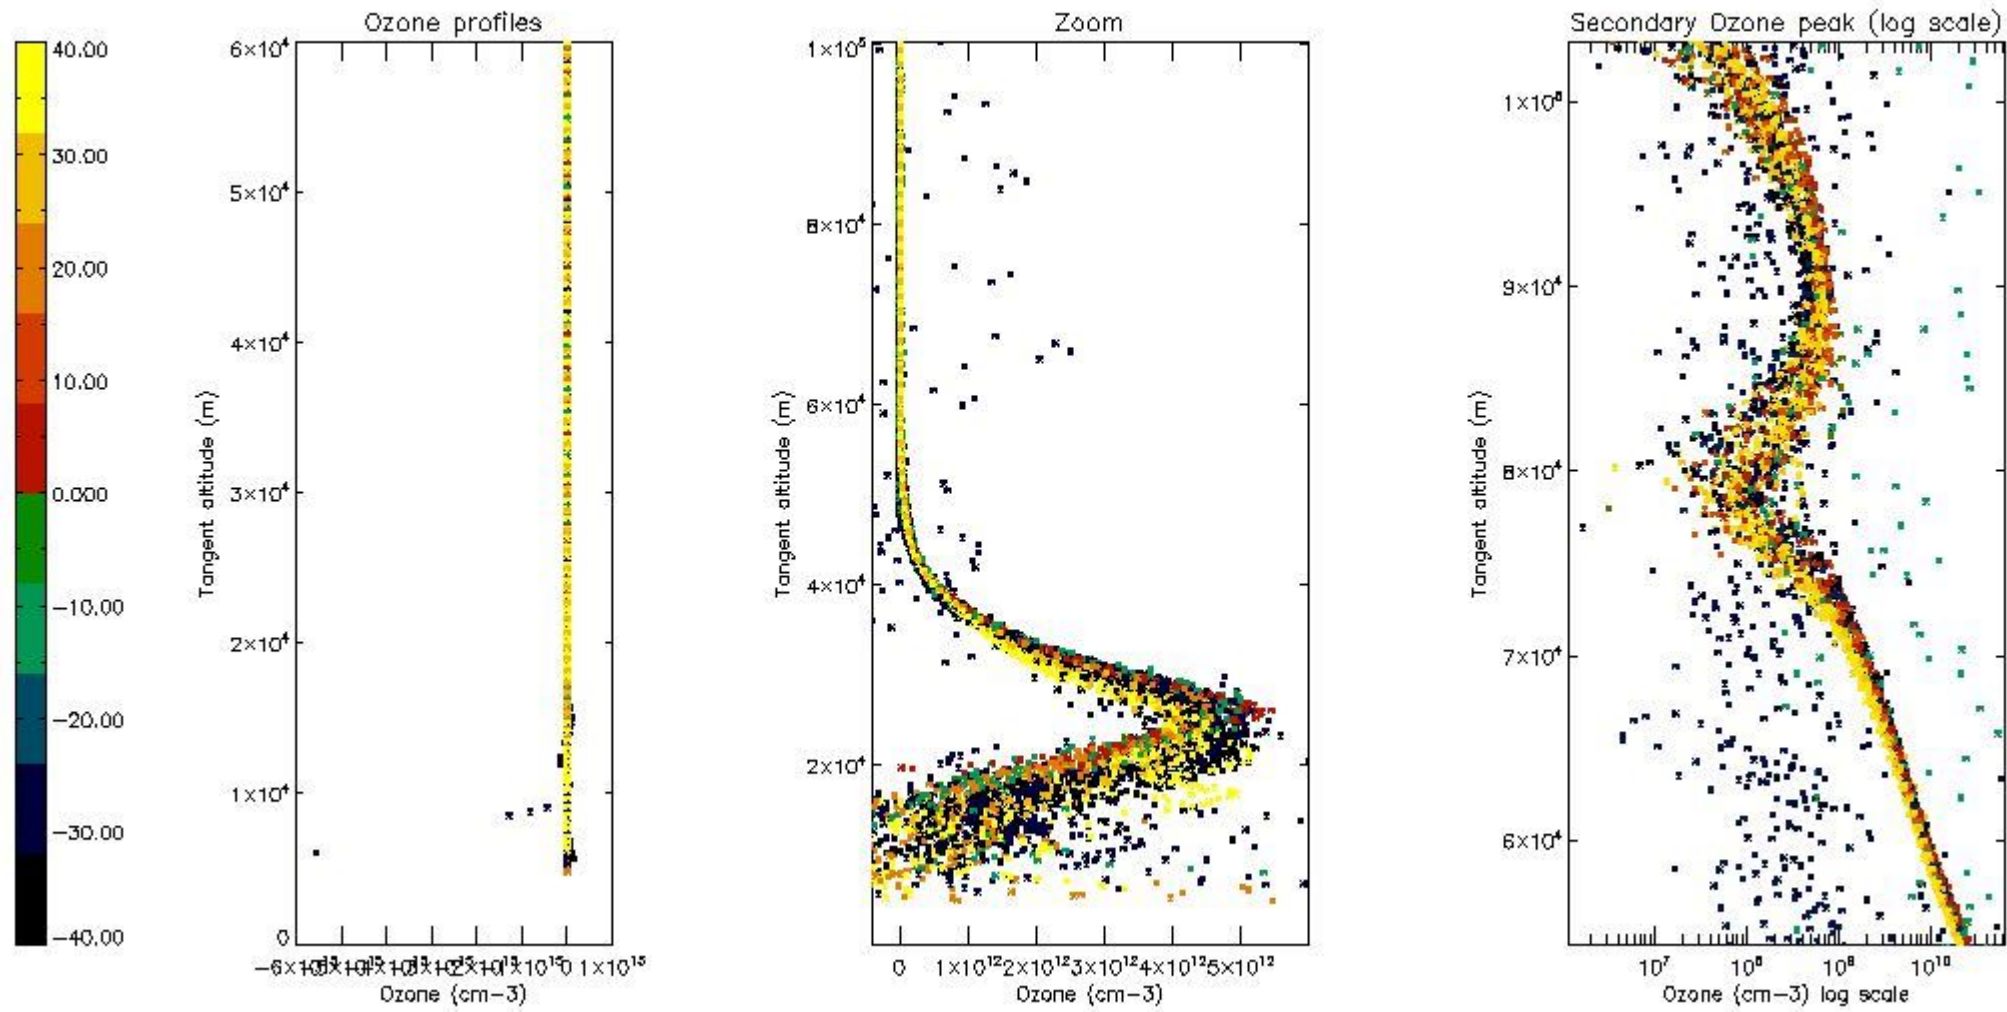 Ozone profiles
Zoom
Secondary Ozone peak (log scale)
40.00
30.00
20.00
10.00
0.000
-10.00
-20.00
-30.00
-40.00
6×10⁴
5×10⁴
4×10⁴
3×10⁴
2×10⁴
1×10⁴
0
Tangent altitude (m)
0 1×10¹⁵
Ozone (cm-3)
1×10⁵
8×10⁴
6×10⁴
4×10⁴
2×10⁴
Tangent altitude (m)
0 1×10¹² 2×10¹² 3×10¹² 4×10¹² 5×10¹²
Ozone (cm-3)
9×10⁴
8×10⁴
7×10⁴
6×10⁴
Tangent altitude (m)
10⁷ 10⁸ 10⁹ 10¹⁰
Ozone (cm-3) log scale